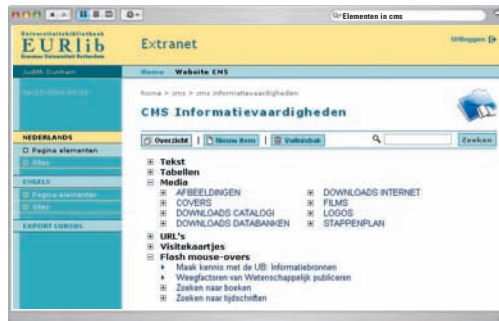 Elementen in cms
Universiteitsbibliotheek
EURlib
Erasmus Universiteit Rotterdam
Extranet
Uitloggen
Judith Dunham
Home Website CMS
home > cms > cms informatievaardigheden
CMS Informatievaardigheden
NEDERLANDS
Pagina elementen
Sites
ENGELS
Pagina elementen
Sites
EXPORT CURSUS
Overzicht | Nieuw item | Vuilnisbak
Zoeken
Tekst
Tabellen
Media
AFBEELDINGEN
COVERS
DOWNLOADS CATALOGI
DOWNLOADS DATABANKEN
DOWNLOADS INTERNET
FILMS
LOGOS
STAPPENPLAN
URL's
Visitekaartjes
Flash mouse-overs
Maak kennis met de UB: Informatiebronnen
Weegfactoren van Wetenschappelijk publiceren
Zoeken naar boeken
Zoeken naar tijdschriften